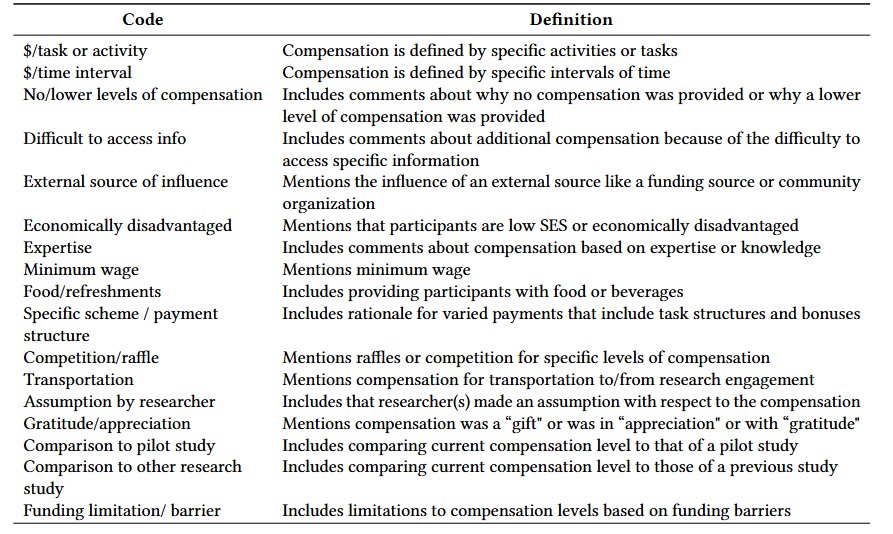 Code Definition
$/task or activity Compensation is defined by specific activities or tasks
$/time interval Compensation is defined by specific intervals of time
No/lower levels of compensation Includes comments about why no compensation was provided or why a lower
level of compensation was provided
Difficult to access info Includes comments about additional compensation because of the difficulty to
access specific information
External source of influence Mentions the influence of an external source like a funding source or community
organization
Economically disadvantaged Mentions that participants are low SES or economically disadvantaged
Expertise Includes comments about compensation based on expertise or knowledge
Minimum wage Mentions minimum wage
Food/refreshments Includes providing participants with food or beverages
Specific scheme / payment Includes rationale for varied payments that include task structures and bonuses
structure
Competition/raffle Mentions raffles or competition for specific levels of compensation
Transportation Mentions compensation for transportation to/from research engagement
Assumption by researcher Includes that researcher(s) made an assumption with respect to the compensation
Gratitude/appreciation Mentions compensation was a “gift" or was in “appreciation" or with “gratitude"
Comparison to pilot study Includes comparing current compensation level to that of a pilot study
Comparison to other research Includes comparing current compensation level to those of a previous study
study
Funding limitation/ barrier Includes limitations to compensation levels based on funding barriers